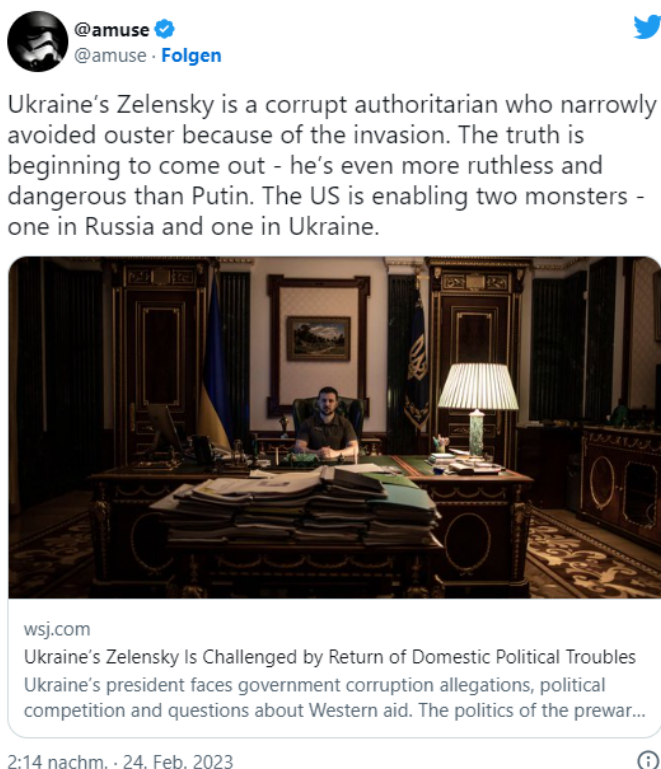 @amuse
@amuse · Folgen
Ukraine’s Zelensky is a corrupt authoritarian who narrowly
avoided ouster because of the invasion. The truth is
beginning to come out - he’s even more ruthless and
dangerous than Putin. The US is enabling two monsters -
one in Russia and one in Ukraine.
wsj.com
Ukraine’s Zelensky Is Challenged by Return of Domestic Political Troubles
Ukraine’s president faces government corruption allegations, political
competition and questions about Western aid. The politics of the prewar...
2:14 nachm. · 24. Feb. 2023